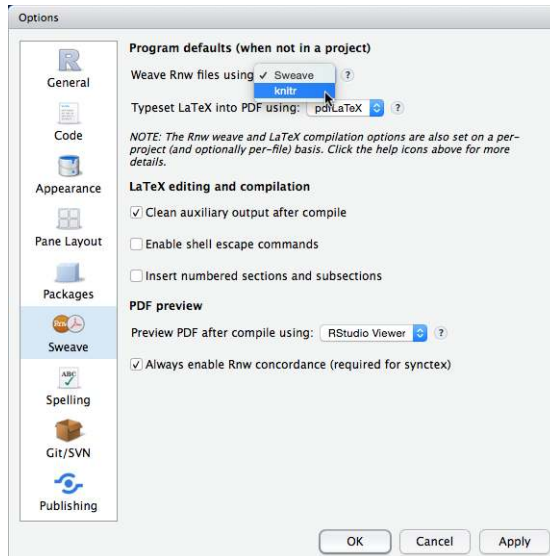 Options
General
Code
Appearance
Pane Layout
Packages
Rnw
Sweave
ABC
Spelling
Git/SVN
Publishing
Program defaults (when not in a project)
Weave Rnw files using ✓ Sweave ?
knitr
Typeset LaTeX into PDF using: pdfLaTeX ?
NOTE: The Rnw weave and LaTeX compilation options are also set on a per-
project (and optionally per-file) basis. Click the help icons above for more
details.
LaTeX editing and compilation
Clean auxiliary output after compile
Enable shell escape commands
Insert numbered sections and subsections
PDF preview
Preview PDF after compile using: RStudio Viewer ?
Always enable Rnw concordance (required for synctex)
OK Cancel Apply